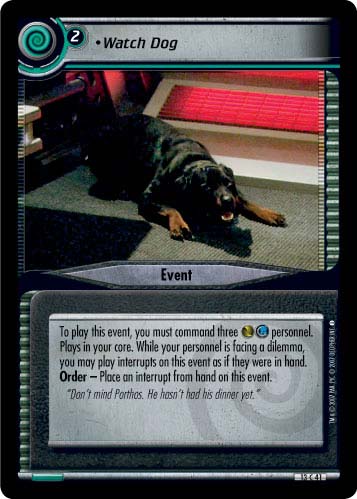 2
•Watch Dog
Event
To play this event, you must command three personnel.
Plays in your core. While your personnel is facing a dilemma,
you may play interrupts on this event as if they were in hand.
Order – Place an interrupt from hand on this event.
"Don't mind Porthos. He hasn't had his dinner yet."
13 C 41